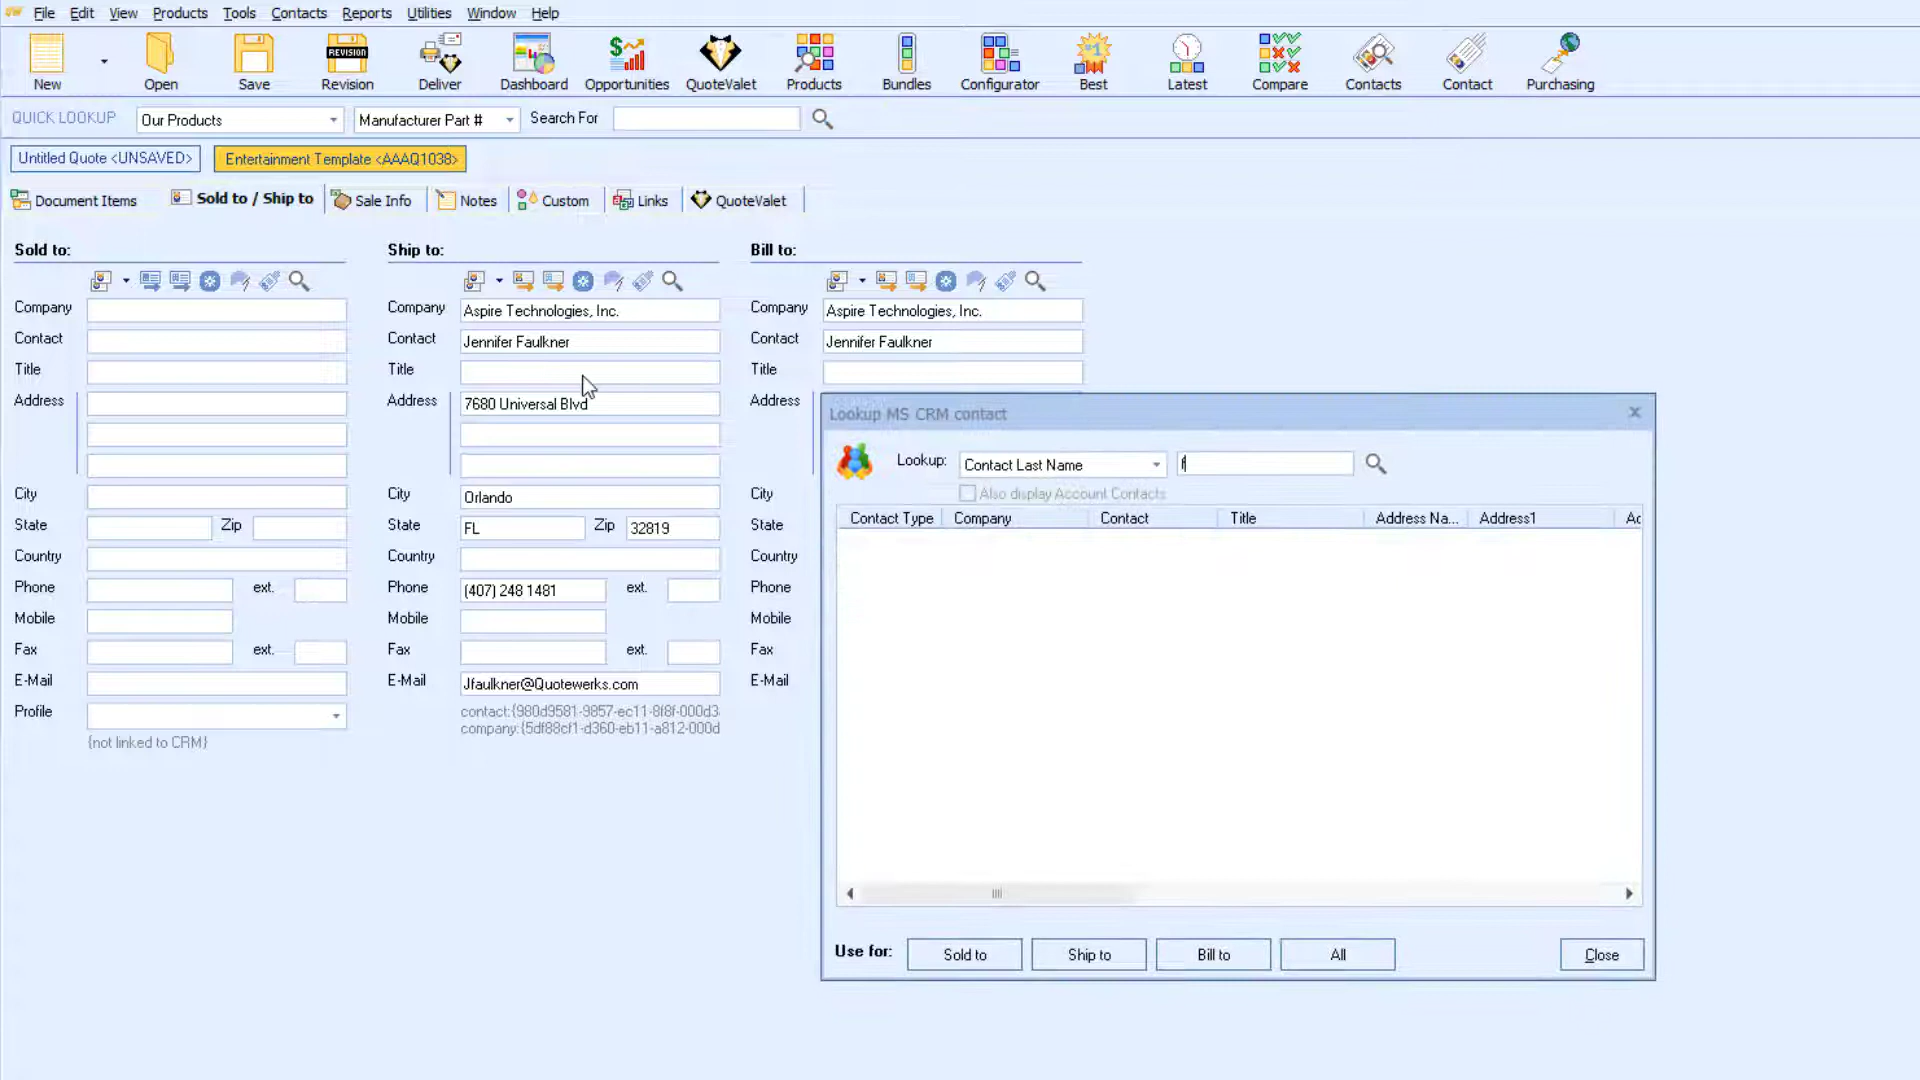 File Edit View Products Tools Contacts Reports Utilities Window Help
REVISION #1
New Open Save Revision Deliver Dashboard Opportunities QuoteValet Products Bundles Configurator Best Latest Compare Contacts Contact Purchasing
QUICK LOOKUP Our Products Manufacturer Part # Search For
Untitled Quote <UNSAVED> Entertainment Template <AAAQ1038>
Document Items Sold to / Ship to Sale Info Notes Custom Links QuoteValet
Sold to:
Company
Contact
Title
Address
City
State Zip
Country
Phone ext.
Mobile
Fax ext.
E-Mail
Profile
{not linked to CRM}
Ship to:
Company Aspire Technologies, Inc.
Contact Jennifer Faulkner
Title
Address 7680 Universal Blvd
City Orlando
State FL Zip 32819
Country
Phone (407) 248 1481 ext.
Mobile
Fax ext.
E-Mail Jfaulkner@Quotewerks.com
contact:{980d9581-9857-ec11-8f8f-000d3
company:{5df88cf1-d360-eb11-a812-000d
Bill to:
Company Aspire Technologies, Inc.
Contact Jennifer Faulkner
Title
Address
City
State
Country
Phone
Mobile
Fax
E-Mail
Lookup MS CRM contact
Lookup: Contact Last Name f
Also display Account Contacts
Contact Type Company Contact Title Address Na... Address1 Ac
Use for: Sold to Ship to Bill to All Close